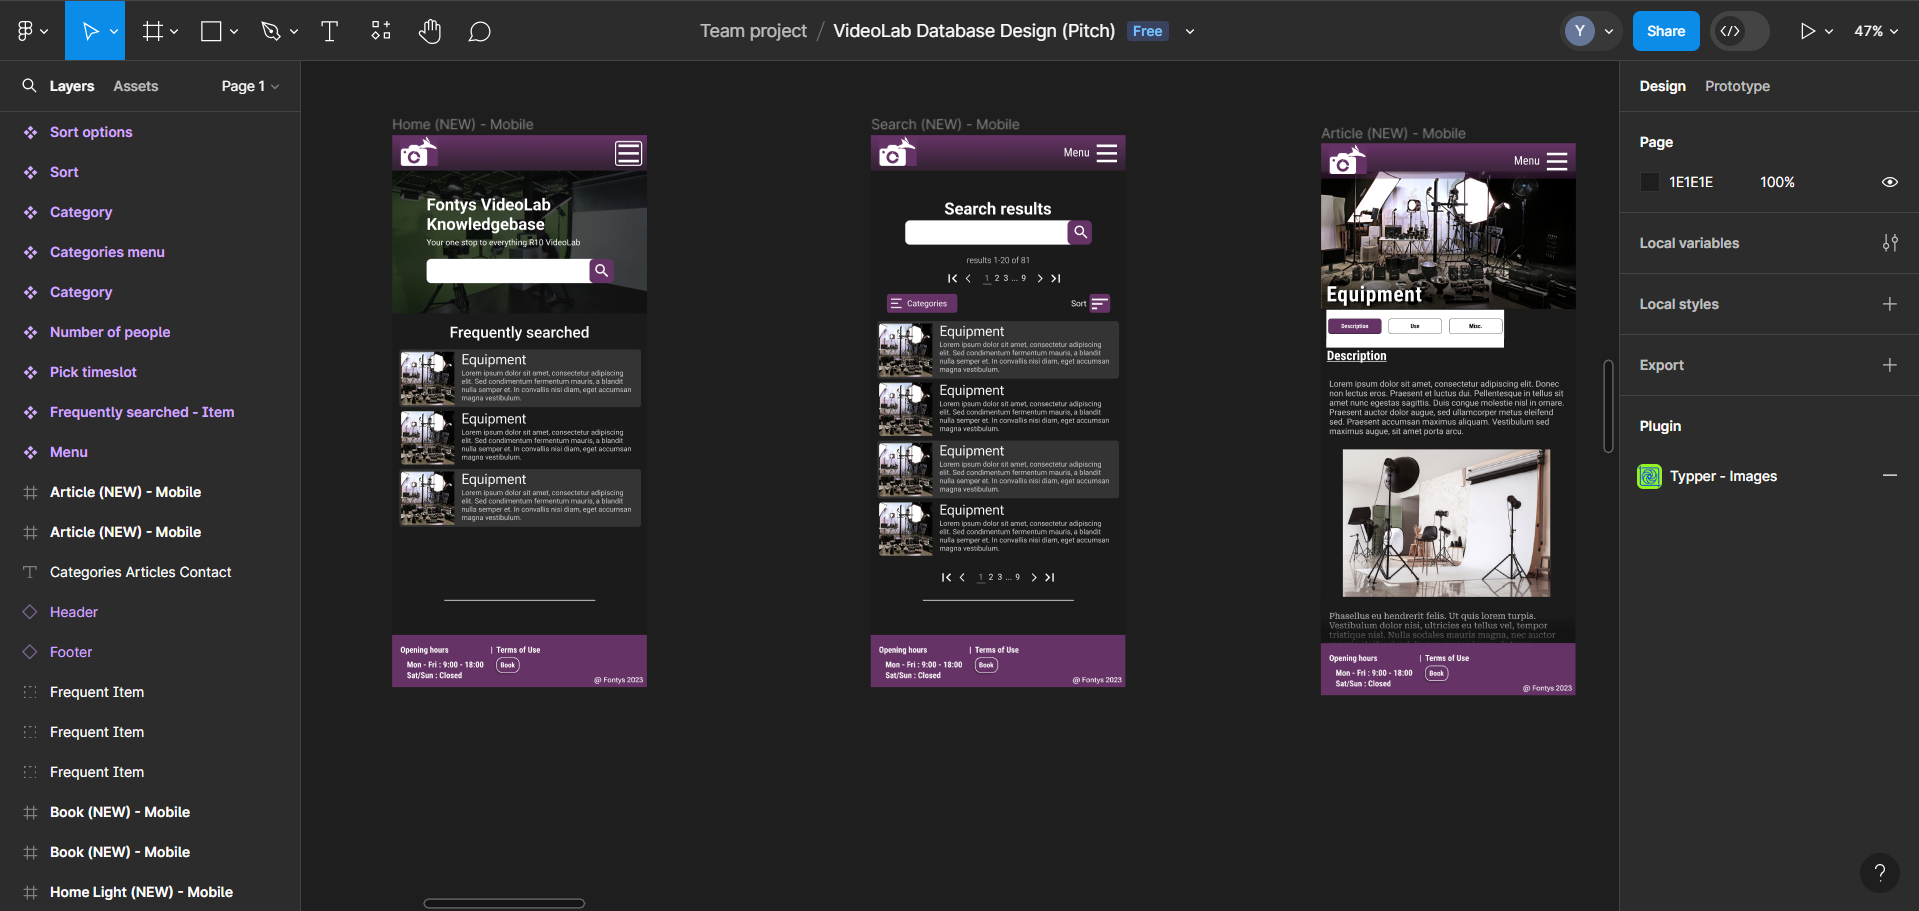 Team project / VideoLab Database Design (Pitch) Free
Y
Share
47%
Layers
Assets
Page 1
Sort options
Sort
Category
Categories menu
Category
Number of people
Pick timeslot
Frequently searched - Item
Menu
Article (NEW) - Mobile
Article (NEW) - Mobile
Categories Articles Contact
Header
Footer
Frequent Item
Frequent Item
Frequent Item
Book (NEW) - Mobile
Book (NEW) - Mobile
Home Light (NEW) - Mobile
Home (NEW) - Mobile
Fontys VideoLab
Knowledgebase
Your one stop to everything R10 VideoLab
Frequently searched
Equipment
Lorem ipsum dolor sit amet, consectetur adipiscing
elit. Sed condimentum fermentum mauris, a blandit
nulla semper et. In convallis nisi diam, eget accumsan
magna vestibulum.
Equipment
Lorem ipsum dolor sit amet, consectetur adipiscing
elit. Sed condimentum fermentum mauris, a blandit
nulla semper et. In convallis nisi diam, eget accumsan
magna vestibulum.
Equipment
Lorem ipsum dolor sit amet, consectetur adipiscing
elit. Sed condimentum fermentum mauris, a blandit
nulla semper et. In convallis nisi diam, eget accumsan
magna vestibulum.
Opening hours | Terms of Use
Mon - Fri : 9:00 - 18:00 Book
Sat/Sun : Closed
@ Fontys 2023
Search (NEW) - Mobile
Menu
Search results
results 1-20 of 81
1 2 3 ... 9
Categories
Sort
Equipment
Lorem ipsum dolor sit amet, consectetur adipiscing
elit. Sed condimentum fermentum mauris, a blandit
nulla semper et. In convallis nisi diam, eget accumsan
magna vestibulum.
Equipment
Lorem ipsum dolor sit amet, consectetur adipiscing
elit. Sed condimentum fermentum mauris, a blandit
nulla semper et. In convallis nisi diam, eget accumsan
magna vestibulum.
Equipment
Lorem ipsum dolor sit amet, consectetur adipiscing
elit. Sed condimentum fermentum mauris, a blandit
nulla semper et. In convallis nisi diam, eget accumsan
magna vestibulum.
Equipment
Lorem ipsum dolor sit amet, consectetur adipiscing
elit. Sed condimentum fermentum mauris, a blandit
nulla semper et. In convallis nisi diam, eget accumsan
magna vestibulum.
1 2 3 ... 9
Opening hours | Terms of Use
Mon - Fri : 9:00 - 18:00 Book
Sat/Sun : Closed
@ Fontys 2023
Article (NEW) - Mobile
Menu
Equipment
Description
Use
Misc.
Description
Lorem ipsum dolor sit amet, consectetur adipiscing elit. Donec
non lectus eros. Praesent et luctus dui. Pellentesque in tellus sit
amet nunc egestas sagittis. Duis congue molestie nisl in ornare.
Praesent auctor dolor augue, sed ullamcorper metus eleifend
sed. Praesent accumsan maximus aliquam. Vestibulum sed
maximus augue, sit amet porta arcu.
Phasellus eu hendrerit felis. Ut quis lorem turpis.
Vestibulum dolor nisi, ultricies eu tellus vel, tempor
tristique nisl. Nulla sodales mauris magna, nec auctor
Opening hours | Terms of Use
Mon - Fri : 9:00 - 18:00 Book
Sat/Sun : Closed
@ Fontys 2023
Design
Prototype
Page
1E1E1E
100%
Local variables
Local styles
Export
Plugin
Typper - Images
?